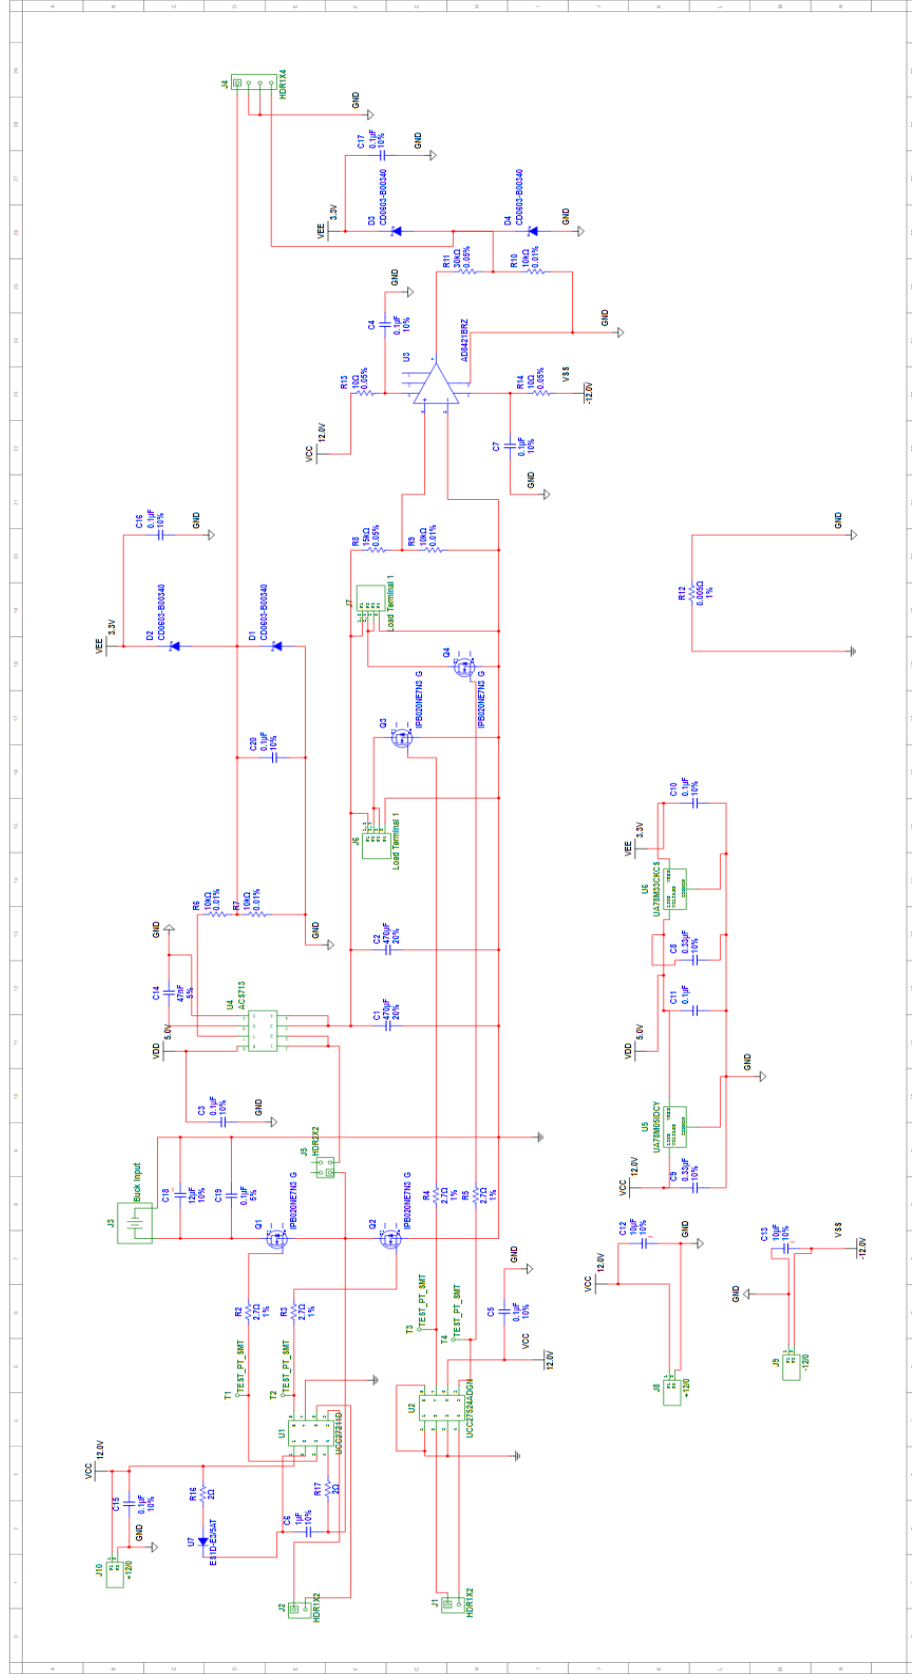 J4
HDR1X4
GND
C17
0.1µF
10%
GND
VEE
3.3V
D3
CD0603-B00340
D4
CD0603-B00340
GND
R11
30kΩ
0.05%
R10
10kΩ
0.01%
GND
C4
0.1µF
10%
GND
U3
AD8421BRZ
R13
10Ω
0.05%
R14
10Ω
0.05%
VSS
-12.0V
VCC
12.0V
C7
0.1µF
10%
GND
C16
0.1µF
10%
GND
VEE
3.3V
D2
CD0603-B00340
D1
CD0603-B00340
R8
15kΩ
0.05%
R9
10kΩ
0.01%
J7
Load Terminal 1
Q4
IPB020NE7N3 G
Q3
IPB020NE7N3 G
GND
R12
0.005Ω
1%
C20
0.1µF
10%
J6
Load Terminal 1
R6
10kΩ
0.01%
R7
10kΩ
0.01%
GND
GND
C14
47nF
5%
U4
ACS713
VDD
5.0V
C2
470µF
20%
C1
470µF
20%
C3
0.1µF
10%
GND
VEE
3.3V
C10
0.1µF
10%
U6
UA78M33CKCS
C8
0.33µF
10%
C11
0.1µF
VDD
5.0V
GND
U5
UA78M05IDCY
VCC
12.0V
C9
0.33µF
10%
J5
HDR2X2
J3
Buck Input
C18
12µF
10%
C19
0.1µF
5%
Q1
IPB020NE7N3 G
Q2
IPB020NE7N3 G
R4
2.7Ω
1%
R5
2.7Ω
1%
R2
2.7Ω
1%
R3
2.7Ω
1%
T1
TEST_PT_SMT
T2
TEST_PT_SMT
T3
TEST_PT_SMT
T4
TEST_PT_SMT
C5
0.1µF
10%
GND
VCC
12.0V
C12
10µF
10%
GND
VCC
12.0V
C13
10µF
10%
VSS
-12.0V
GND
J8
+12/0
J9
-12/0
U1
UCC27211D
U2
UCC27524ADGN
VCC
12.0V
C15
0.1µF
10%
GND
J10
+12/0
R16
2Ω
U7
ES1D-E3/5AT
C6
1µF
10%
R17
2Ω
J2
HDR1X2
J1
HDR1X2